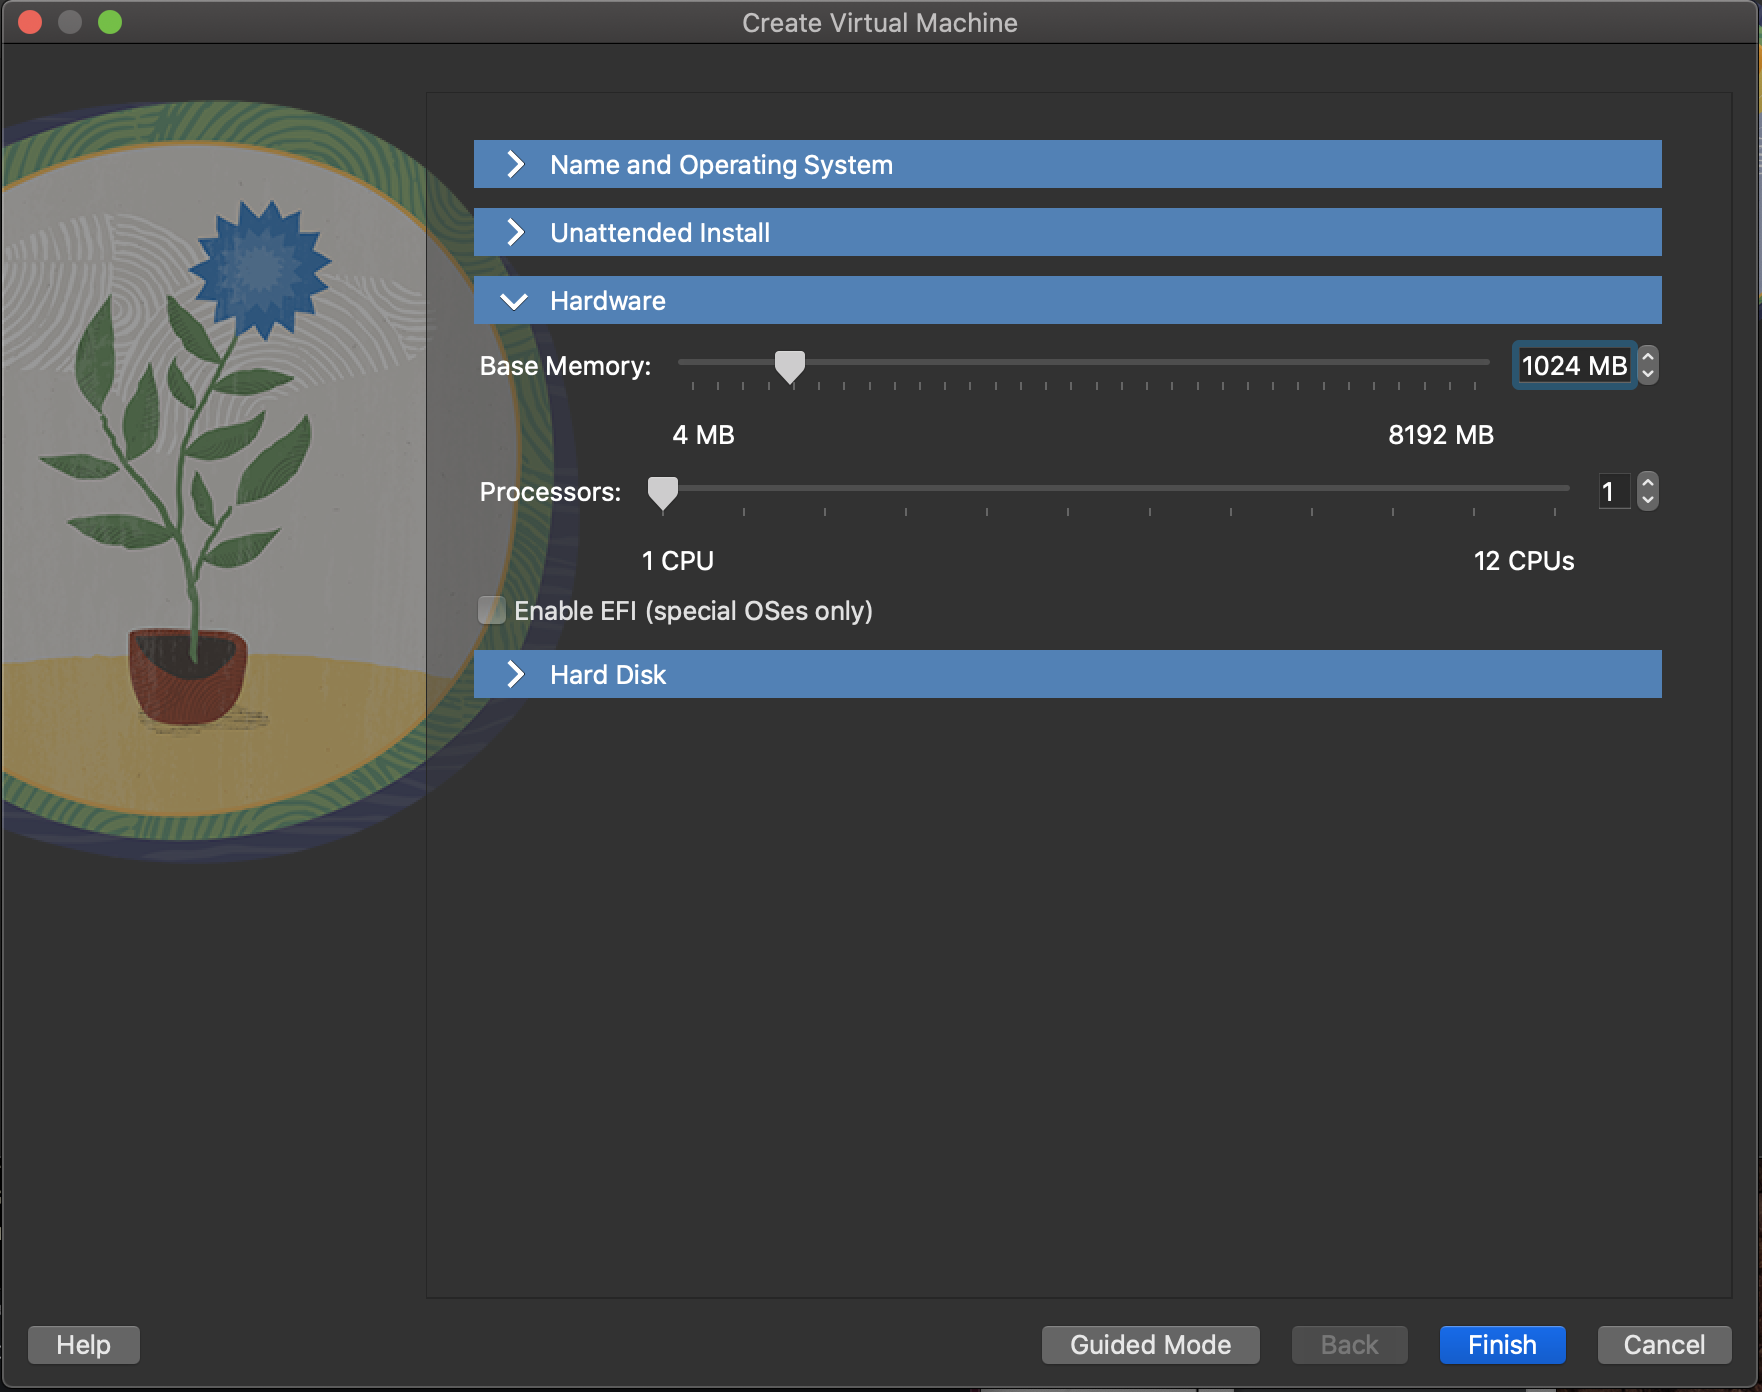 Create Virtual Machine
Name and Operating System
Unattended Install
Hardware
Base Memory: 1024 MB
4 MB 8192 MB
Processors: 1
1 CPU 12 CPUs
Enable EFI (special OSes only)
Hard Disk
Help Guided Mode Back Finish Cancel